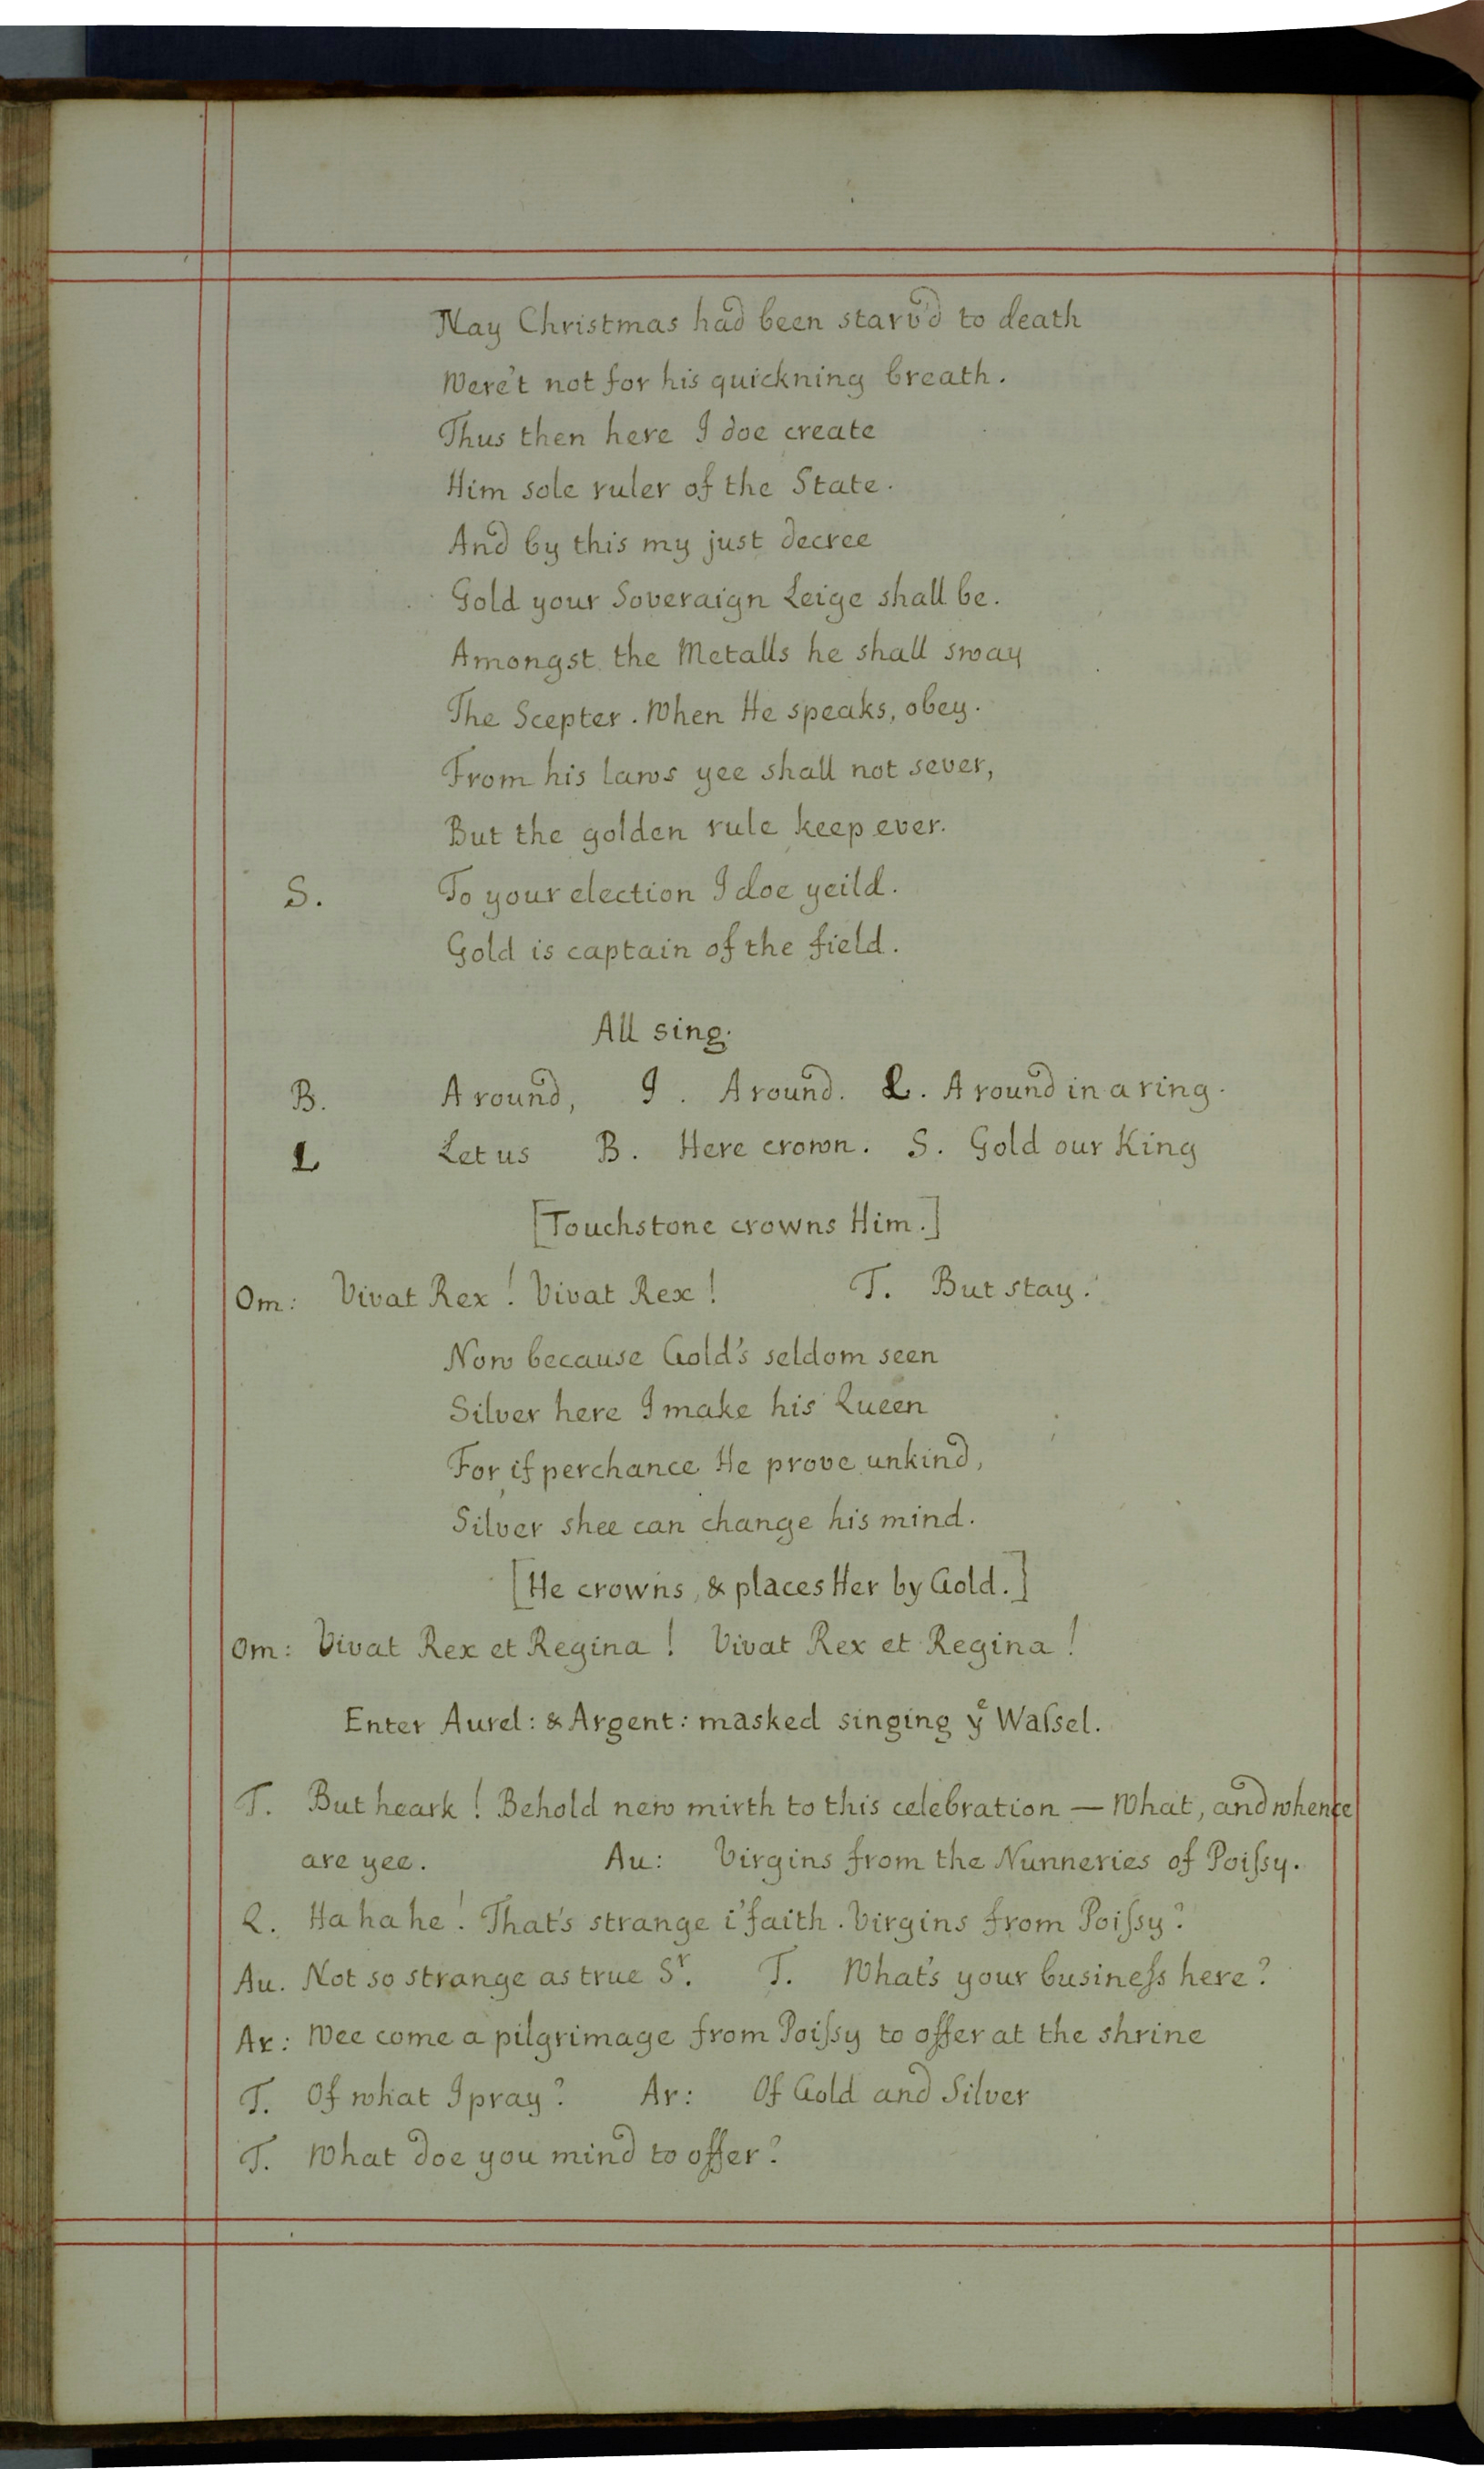 Nay Christmas had been starv'd to death
Were't not for his quickning breath.
Thus then here I doe create
Him sole ruler of the State.
And by this my just decree
Gold your Soveraign Leige shall be.
Amongst the Metalls he shall sway
The Scepter. When He speaks, obey.
From his laws yee shall not sever,
But the golden rule keep ever.
S. To your election I doe yeild.
Gold is captain of the field.
All sing.
B. A round, I. A round. L. A round in a ring.
L Let us B. Here crown. S. Gold our King
[Touchstone crowns Him.]
Om: Vivat Rex! Vivat Rex! T. But stay.
Now because Gold's seldom seen
Silver here I make his Queen
For, if perchance He prove unkind,
Silver shee can change his mind.
[He crowns, & places Her by Gold.]
Om: Vivat Rex et Regina! Vivat Rex et Regina!
Enter Aurel: & Argent: masked singing yᵉ Waſsel.
T. But heark! Behold new mirth to this celebration — What, and whence
are yee. Au: Virgins from the Nunneries of Poiſsy.
Q. Ha ha he! That's strange i'faith. Virgins from Poiſsy?
Au. Not so strange as true Sʳ. T. What's your busineſs here?
Ar: Wee come a pilgrimage from Poiſsy to offer at the shrine
T. Of what I pray? Ar: Of Gold and Silver
T. What doe you mind to offer?